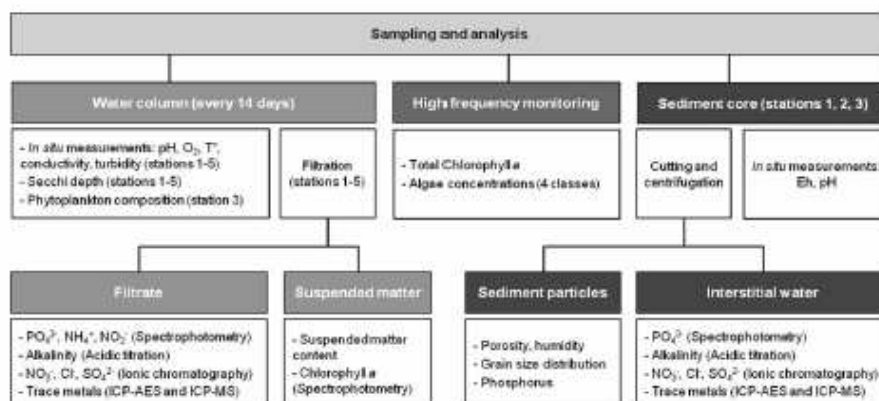 Sampling and analysis
Water column (every 14 days)
- In situ measurements: pH, O₂, T°,
conductivity, turbidity (stations 1-5)
- Secchi depth (stations 1-5)
- Phytoplankton composition (station 3)
Filtration
(stations 1-5)
High frequency monitoring
- Total Chlorophyll a
- Algae concentrations (4 classes)
Sediment core (stations 1, 2, 3)
Cutting and
centrifugation
In situ measurements:
Eh, pH
Filtrate
- PO₄³⁻, NH₄⁺, NO₂⁻ (Spectrophotometry)
- Alkalinity (Acidic titration)
- NO₃⁻, Cl⁻, SO₄²⁻ (Ionic chromatography)
- Trace metals (ICP-AES and ICP-MS)
Suspended matter
- Suspended matter
content
- Chlorophyll a
(Spectrophotometry)
Sediment particles
- Porosity, humidity
- Grain size distribution
- Phosphorus
Interstitial water
- PO₄³⁻ (Spectrophotometry)
- Alkalinity (Acidic titration)
- NO₃⁻, Cl⁻, SO₄²⁻ (Ionic chromatography)
- Trace metals (ICP-AES and ICP-MS)